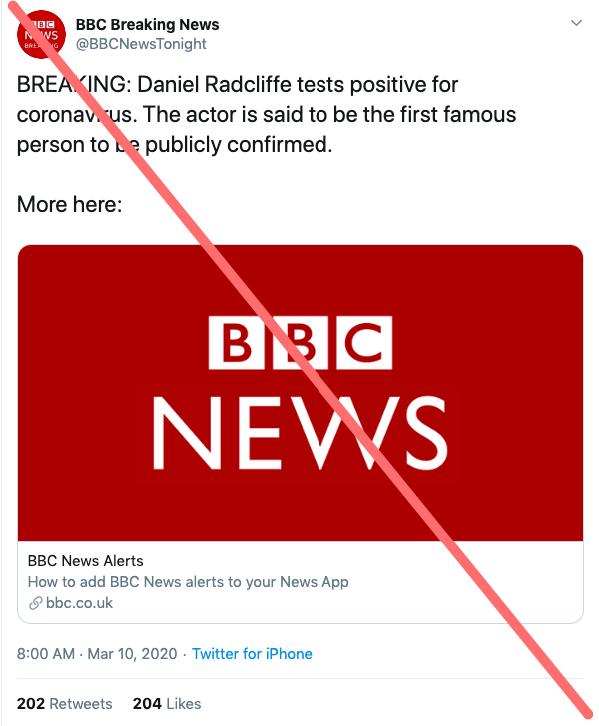 BBC
NEWS
BREAKING
BBC Breaking News
@BBCNewsTonight
BREAKING: Daniel Radcliffe tests positive for
coronavirus. The actor is said to be the first famous
person to be publicly confirmed.
More here:
BBC
NEWS
BBC News Alerts
How to add BBC News alerts to your News App
bbc.co.uk
8:00 AM · Mar 10, 2020 · Twitter for iPhone
202 Retweets 204 Likes